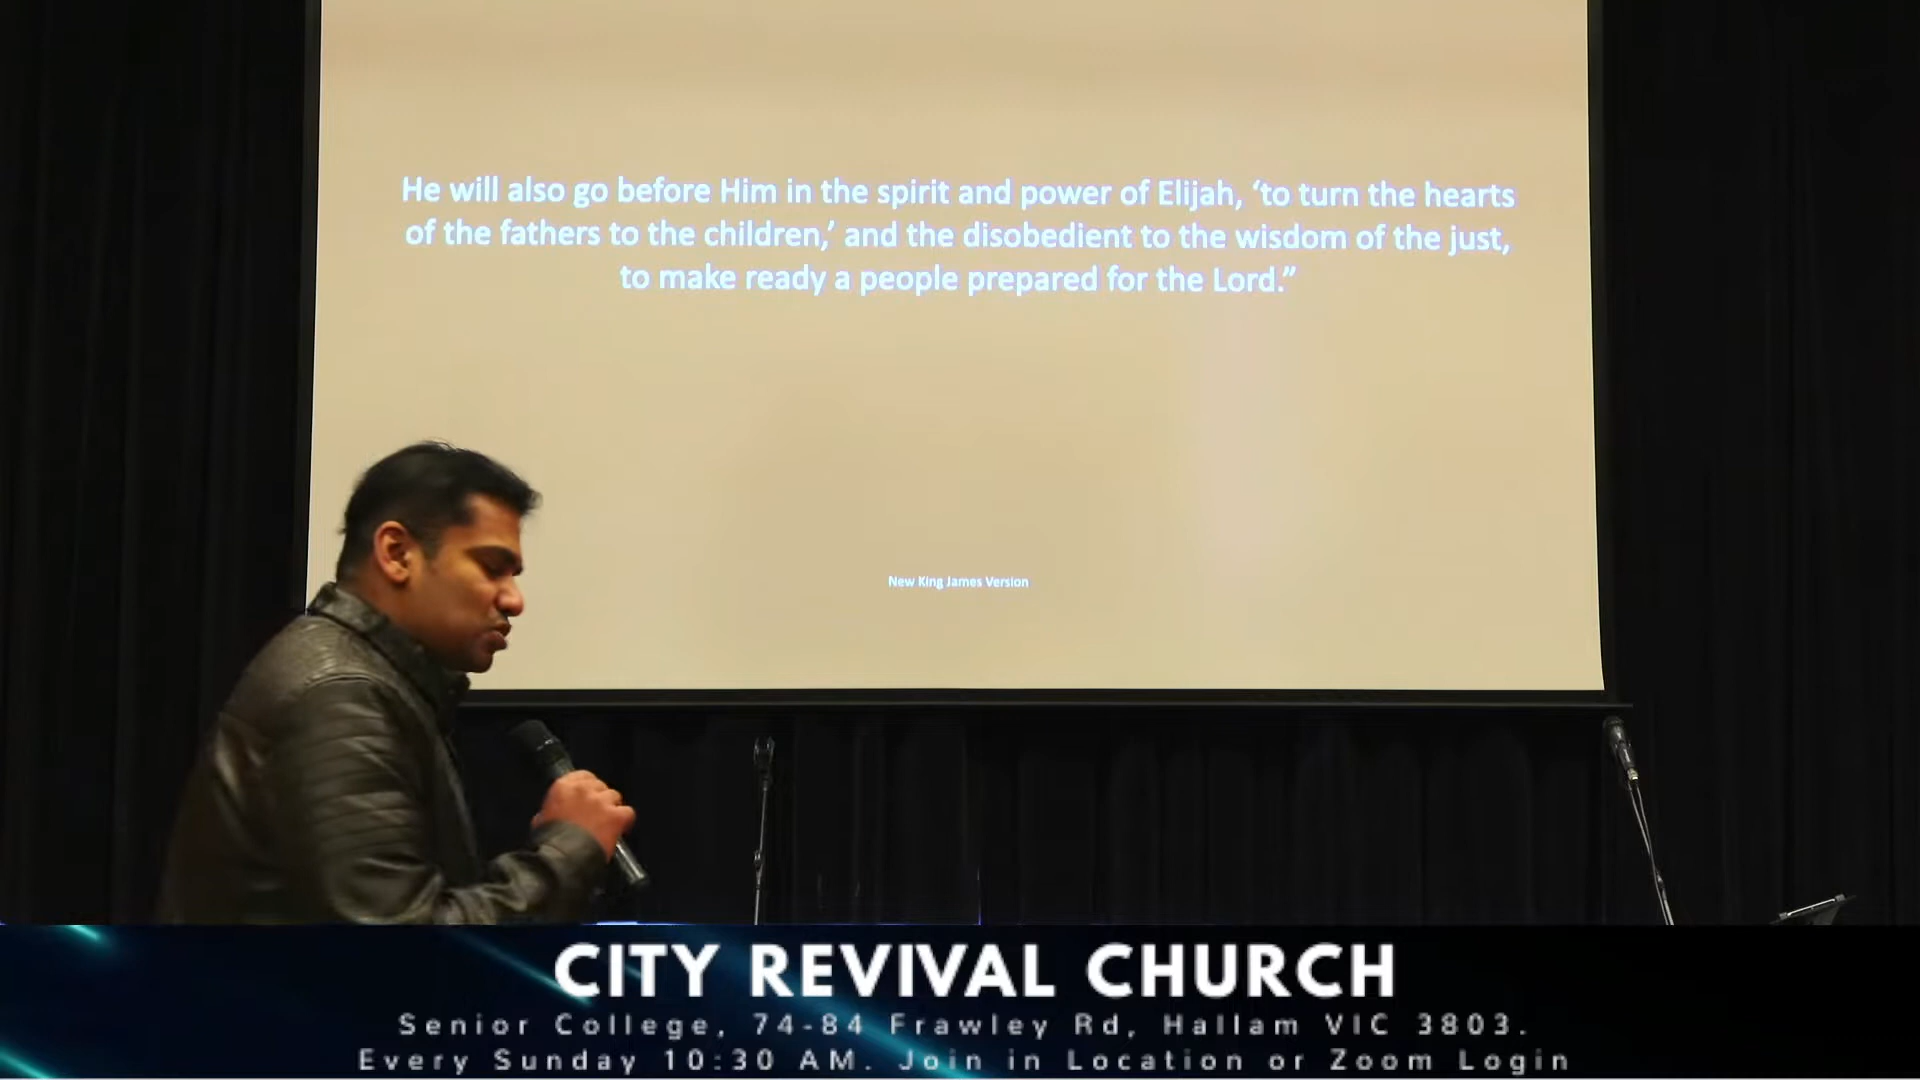 He will also go before Him in the spirit and power of Elijah, ‘to turn the hearts
of the fathers to the children,’ and the disobedient to the wisdom of the just,
to make ready a people prepared for the Lord.”
New King James Version
CITY REVIVAL CHURCH
Senior College, 74-84 Frawley Rd, Hallam VIC 3803.
Every Sunday 10:30 AM. Join in Location or Zoom Login